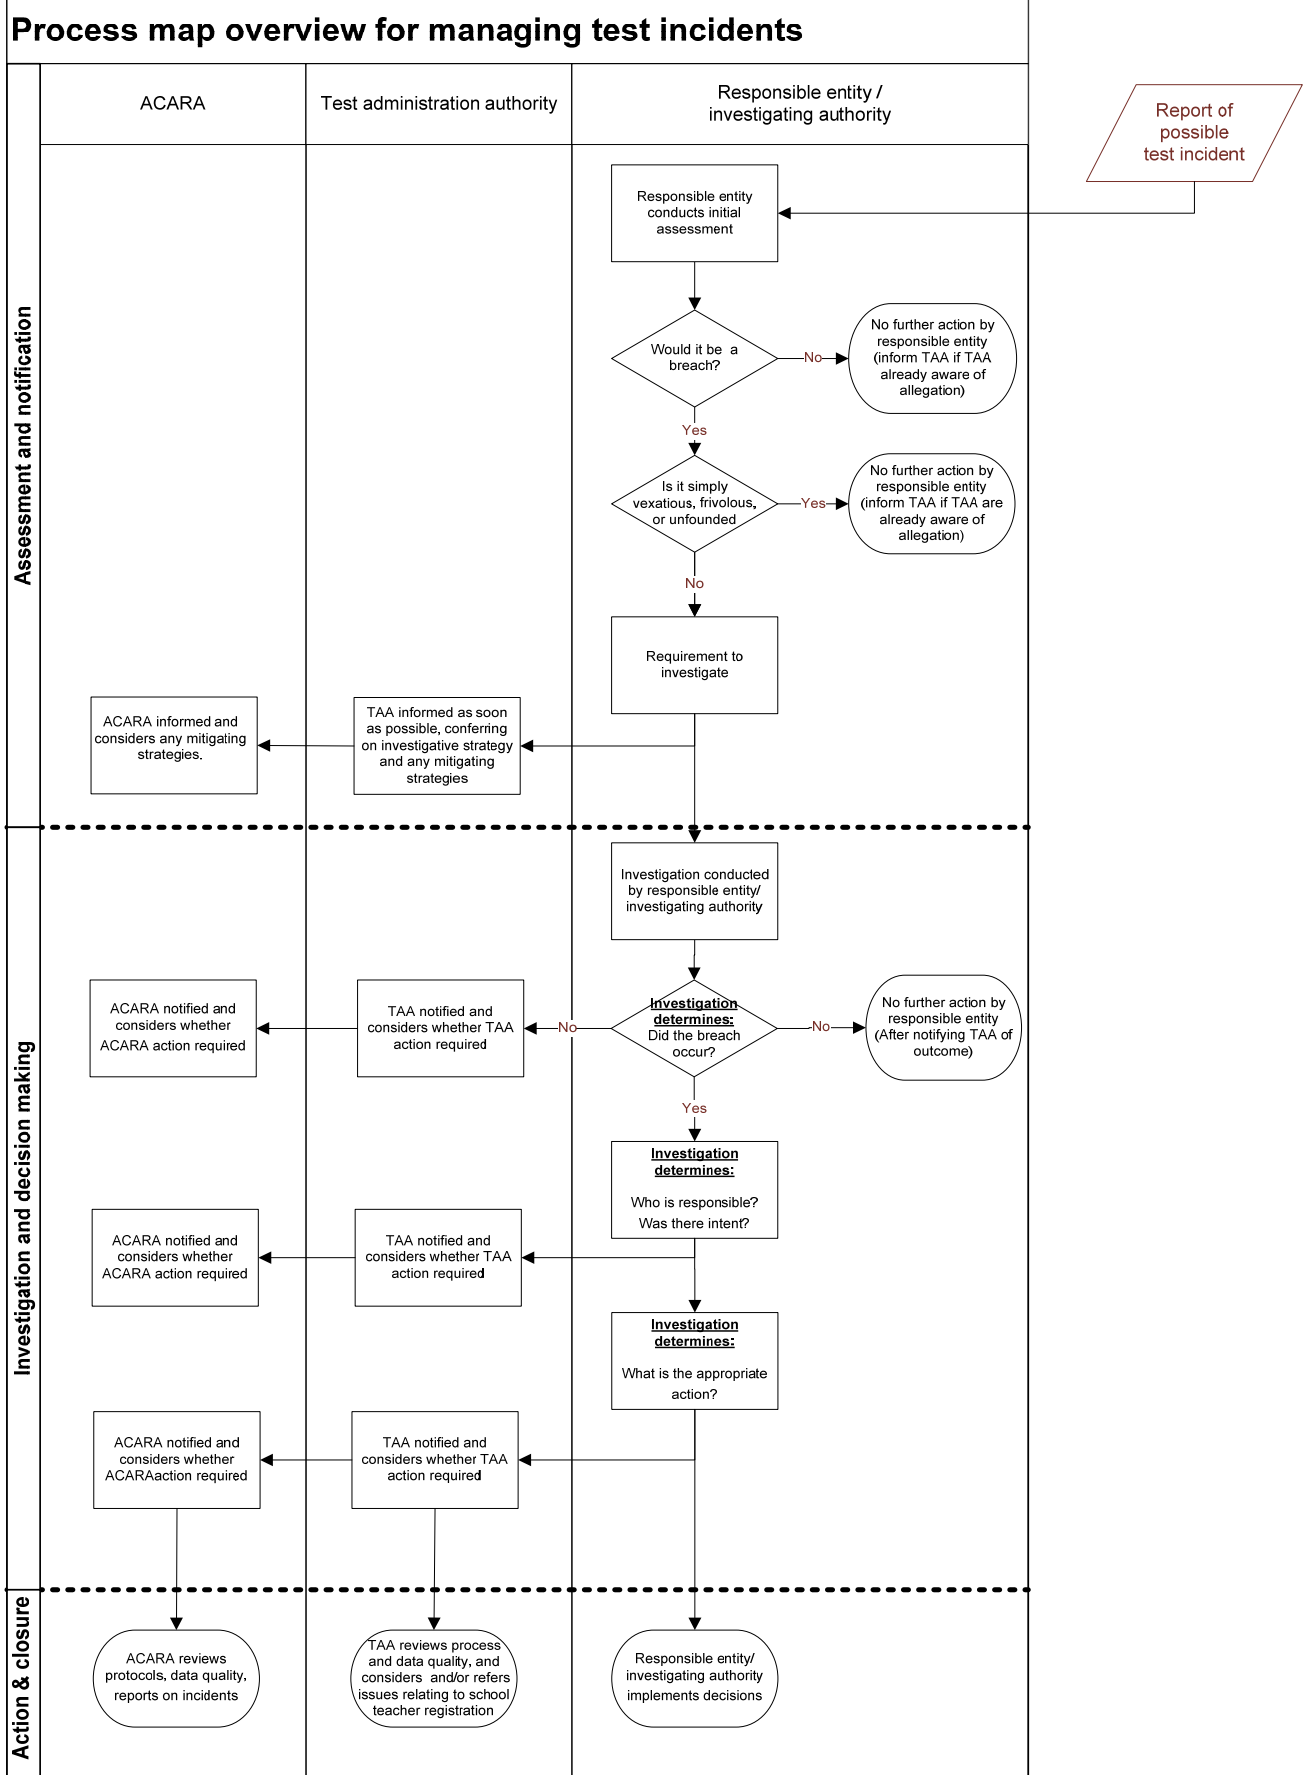 Process map overview for managing test incidents
ACARA
Test administration authority
Responsible entity /
investigating authority
Report of
possible
test incident
Assessment and notification
Responsible entity
conducts initial
assessment
Would it be  a
breach?
No
No further action by
responsible entity
(inform TAA if TAA
already aware of
allegation)
Yes
Is it simply
vexatious, frivolous,
or unfounded
Yes
No further action by
responsible entity
(inform TAA if TAA are
already aware of
allegation)
No
Requirement to
investigate
TAA informed as soon
as possible, conferring
on investigative strategy
and any mitigating
strategies
ACARA informed and
considers any mitigating
strategies.
Investigation and decision making
Investigation conducted
by responsible entity/
investigating authority
Investigation
determines:
Did the breach
occur?
No
No further action by
responsible entity
(After notifying TAA of
outcome)
No
TAA notified and
considers whether TAA
action required
ACARA notified and
considers whether
ACARA action required
Yes
Investigation
determines:
Who is responsible?
Was there intent?
TAA notified and
considers whether TAA
action required
ACARA notified and
considers whether
ACARA action required
Investigation
determines:
What is the appropriate
action?
TAA notified and
considers whether TAA
action required
ACARA notified and
considers whether
ACARAaction required
Action & closure
ACARA reviews
protocols, data quality,
reports on incidents
TAA reviews process
and data quality, and
considers  and/or refers
issues relating to school
teacher registration
Responsible entity/
investigating authority
implements decisions